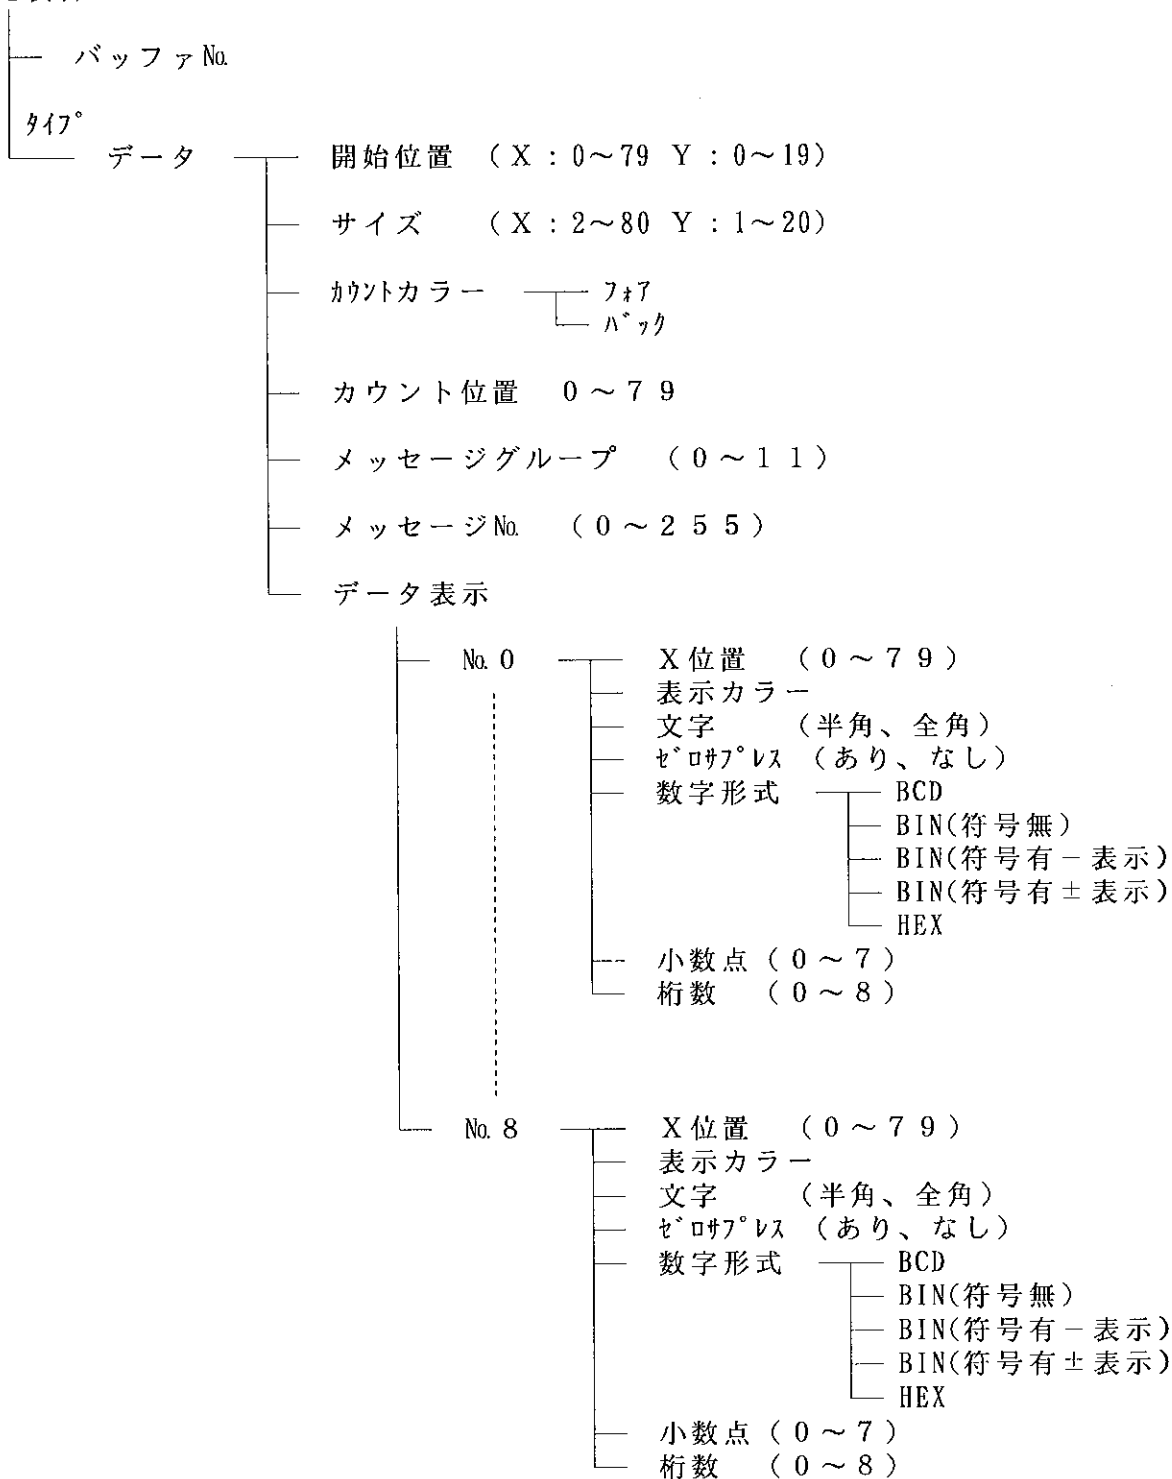 バッファ№
ﾀｲﾌﾟ
データ 開始位置 （X：0～79 Y：0～19）
サイズ （X：2～80 Y：1～20）
ｶｳﾝﾄカラー ﾌｫｱ
ﾊﾞｯｸ
カウント位置 ０～７９
メッセージグループ （０～１１）
メッセージ№ （０～２５５）
データ表示
№０ X位置 （０～７９）
表示カラー
文字 （半角、全角）
ｾﾞﾛｻﾌﾟﾚｽ （あり、なし）
数字形式 BCD
BIN(符号無)
BIN(符号有－表示)
BIN(符号有±表示)
HEX
小数点（０～７）
桁数 （０～８）
№８ X位置 （０～７９）
表示カラー
文字 （半角、全角）
ｾﾞﾛｻﾌﾟﾚｽ （あり、なし）
数字形式 BCD
BIN(符号無)
BIN(符号有－表示)
BIN(符号有±表示)
HEX
小数点（０～７）
桁数 （０～８）